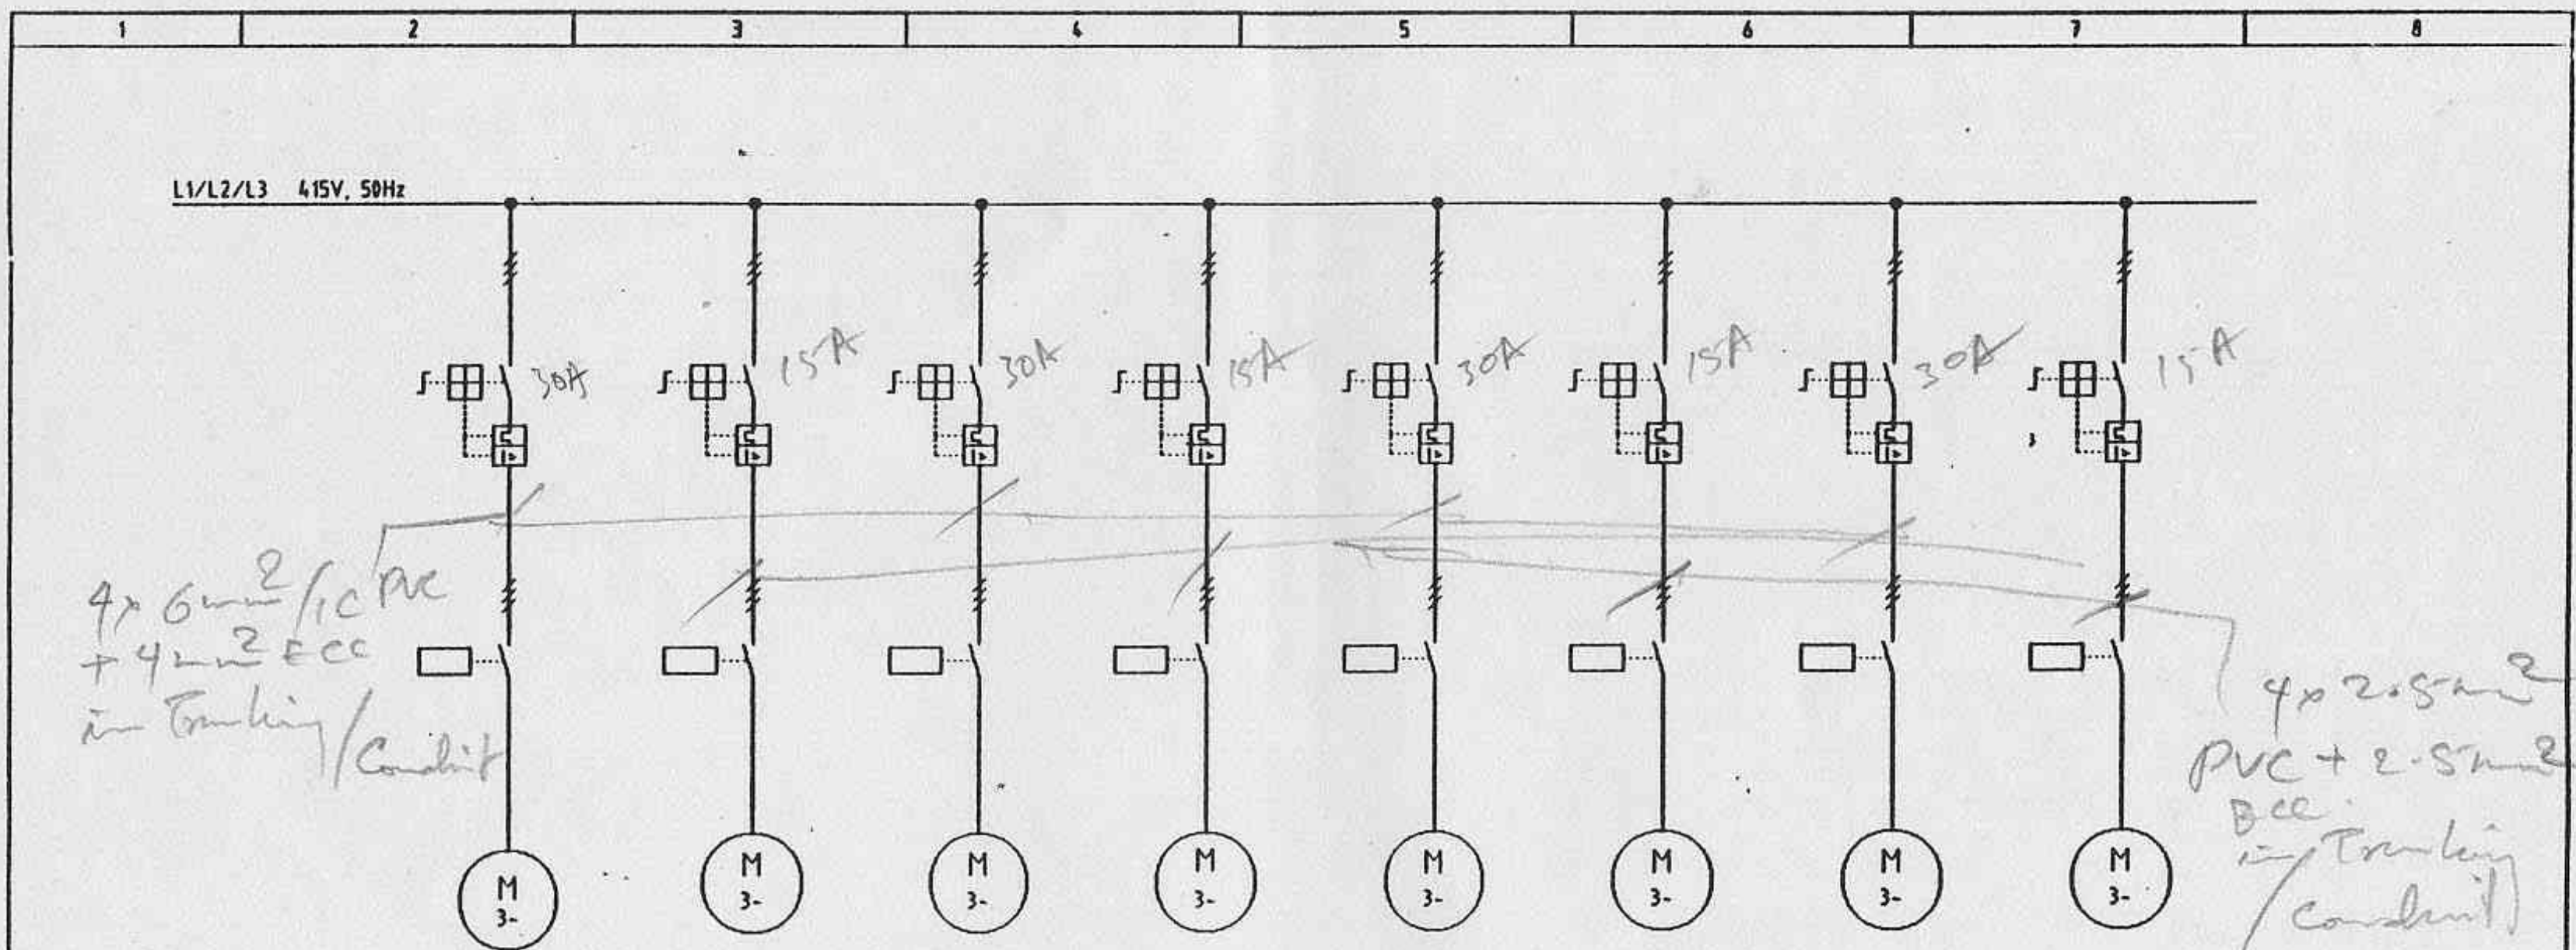 1 2 3 4 5 6 7 8
L1/L2/L3 415V, 50Hz
30A 15A 30A 15A 30A 15A 30A 15A
4x 6mm² /1C PVC
+ 4mm² ECC
in Trunking
/Conduit
4x 2.5mm²
PVC + 2.5mm²
ECC
in Trunking
/Conduit
M M M M M M M M
3~ 3~ 3~ 3~ 3~ 3~ 3~ 3~